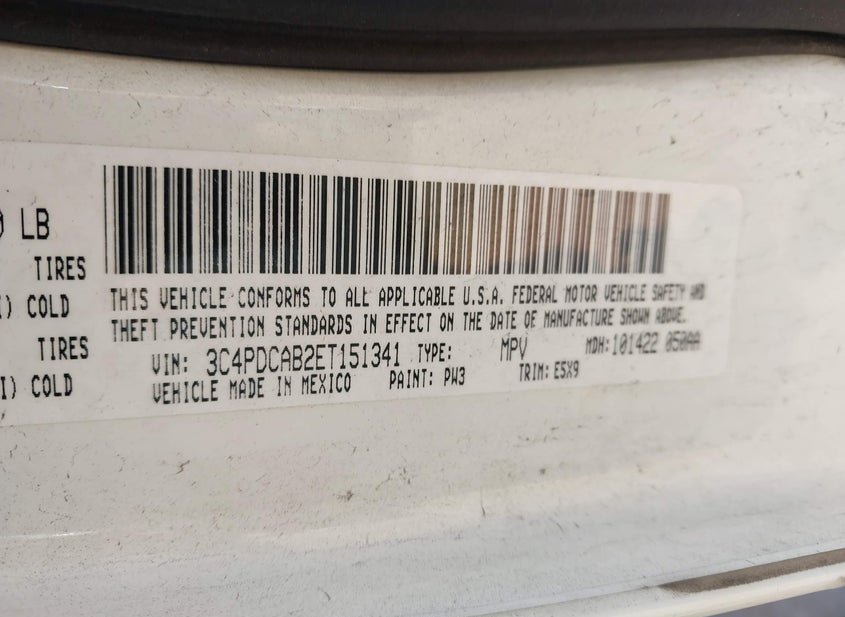 LB
TIRES
COLD
TIRES
COLD
THIS VEHICLE CONFORMS TO ALL APPLICABLE U.S.A. FEDERAL MOTOR VEHICLE SAFETY AND
THEFT PREVENTION STANDARDS IN EFFECT ON THE DATE OF MANUFACTURE SHOWN ABOVE.
VIN: 3C4PDCAB2ET151341 TYPE: MPV MDH: 101422 050AA
VEHICLE MADE IN MEXICO PAINT: PW3 TRIM: E5X9